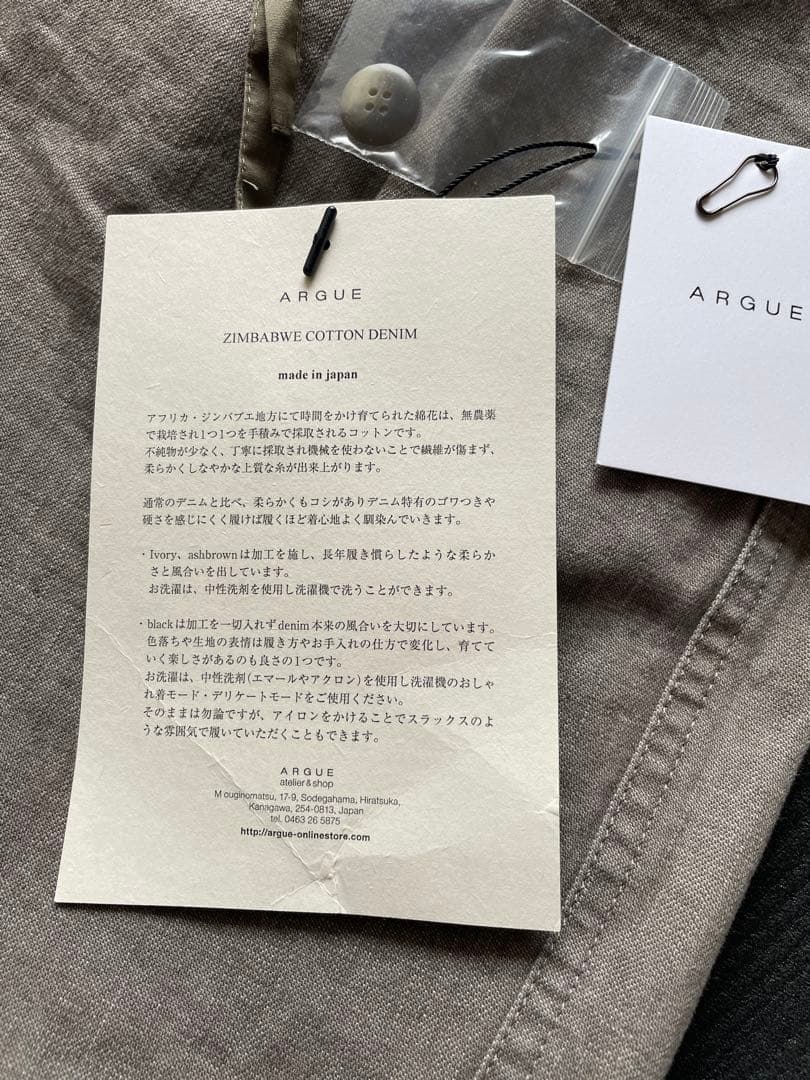 ARGUE
ZIMBABWE COTTON DENIM
made in japan
アフリカ・ジンバブエ地方にて時間をかけ育てられた綿花は、無農薬
で栽培され1つ1つを手積みで採取されるコットンです。
不純物が少なく、丁寧に採取され機械を使わないことで繊維が傷まず、
柔らかくしなやかな上質な糸が出来上がります。
通常のデニムと比べ、柔らかくもコシがありデニム特有のゴワつきや
硬さを感じにくく履けば履くほど着心地よく馴染んでいきます。
・Ivory、ashbrownは加工を施し、長年履き慣らしたような柔らか
さと風合いを出しています。
お洗濯は、中性洗剤を使用し洗濯機で洗うことができます。
・blackは加工を一切入れずdenim本来の風合いを大切にしています。
色落ちや生地の表情は履き方やお手入れの仕方で変化し、育てて
いく楽しさがあるのも良さの1つです。
お洗濯は、中性洗剤(エマールやアクロン)を使用し洗濯機のおしゃ
れ着モード・デリケートモードをご使用ください。
そのままは勿論ですが、アイロンをかけることでスラックスのよ
うな雰囲気で履いていただくこともできます。
ARGUE
atelier&shop
M ouginomatsu, 17-9, Sodegahama, Hiratsuka,
Kanagawa, 254-0813, Japan
tel. 0463 26 5875
http://argue-onlinestore.com
ARGUE